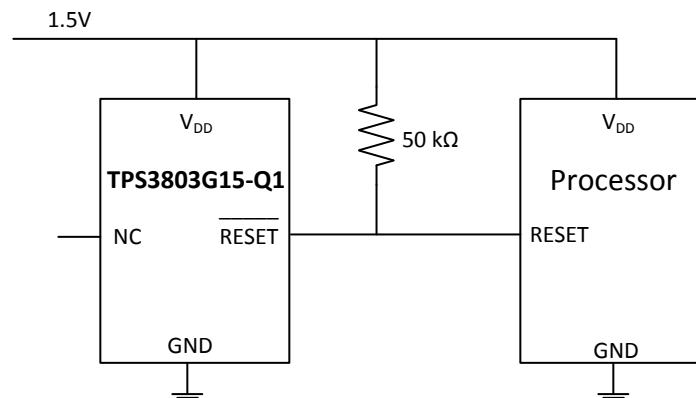 1.5V
VDD
TPS3803G15-Q1
NC
RESET
GND
50 kΩ
VDD
Processor
RESET
GND